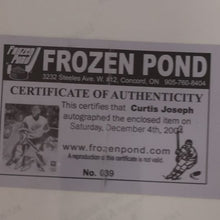 Frozen Pond
FROZEN POND
3232 Steeles Ave. W. #12, Concord, ON 905-760-8404
CERTIFICATE OF AUTHENTICITY
This certifies that Curtis Joseph
autographed the enclosed item on
Saturday, December 4th,
www.frozenpond.com
A reproduction of this certificate is not valid.
No. 039